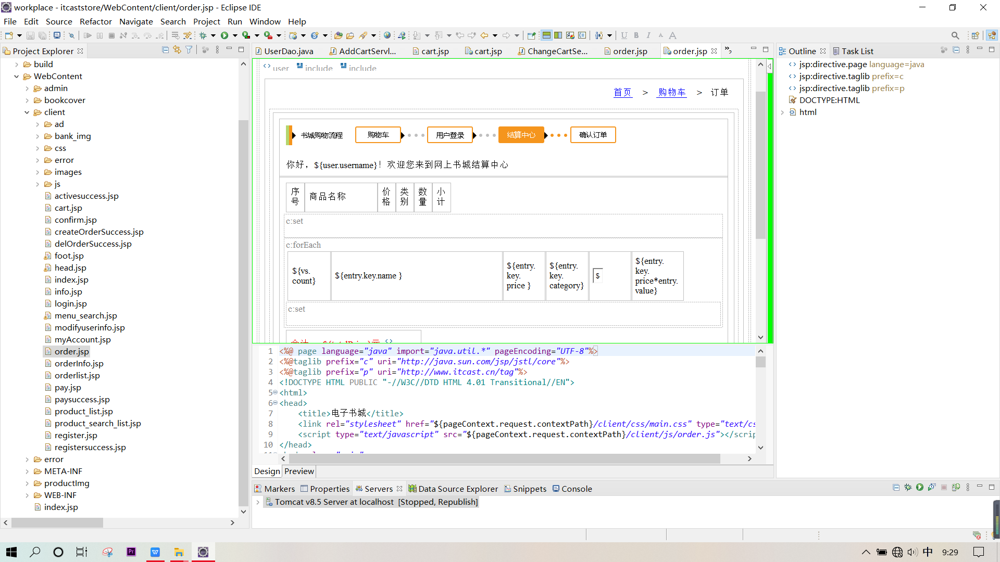 workplace - itcaststore/WebContent/client/order.jsp - Eclipse IDE
File Edit Source Refactor Navigate Search Project Run Window Help
Project Explorer
build
WebContent
admin
bookcover
client
ad
bank_img
css
error
images
js
activesuccess.jsp
cart.jsp
confirm.jsp
createOrderSuccess.jsp
delOrderSuccess.jsp
foot.jsp
head.jsp
index.jsp
info.jsp
login.jsp
menu_search.jsp
modifyuserinfo.jsp
myAccount.jsp
order.jsp
orderInfo.jsp
orderlist.jsp
pay.jsp
paysuccess.jsp
product_list.jsp
product_search_list.jsp
register.jsp
registersuccess.jsp
error
META-INF
productImg
WEB-INF
index.jsp
UserDao.java AddCartServl... cart.jsp cart.jsp ChangeCartSe... order.jsp order.jsp
user include include
首页 > 购物车 > 订单
书城购物流程 购物车 用户登录 结算中心 确认订单
你好，${user.username}！欢迎您来到网上书城结算中心
序号 商品名称 价格 类别 数量 小计
c:set
c:forEach
${vs.
count}
${entry.key.name }
${entry.
key.
price }
${entry.
key.
category}
$
${entry.
key.
price*entry.
value}
c:set
1 <%@ page language="java" import="java.util.*" pageEncoding="UTF-8"%>
2 <%@taglib prefix="c" uri="http://java.sun.com/jsp/jstl/core"%>
3 <%@taglib prefix="p" uri="http://www.itcast.cn/tag"%>
4 <!DOCTYPE HTML PUBLIC "-//W3C//DTD HTML 4.01 Transitional//EN">
5 <html>
6 <head>
7 <title>电子书城</title>
8 <link rel="stylesheet" href="${pageContext.request.contextPath}/client/css/main.css" type="text/cs
9 <script type="text/javascript" src="${pageContext.request.contextPath}/client/js/order.js"></scrip
10 </head>
Design Preview
Outline Task List
jsp:directive.page language=java
jsp:directive.taglib prefix=c
jsp:directive.taglib prefix=p
DOCTYPE:HTML
html
Markers Properties Servers Data Source Explorer Snippets Console
Tomcat v8.5 Server at localhost [Stopped, Republish]
中 9:29